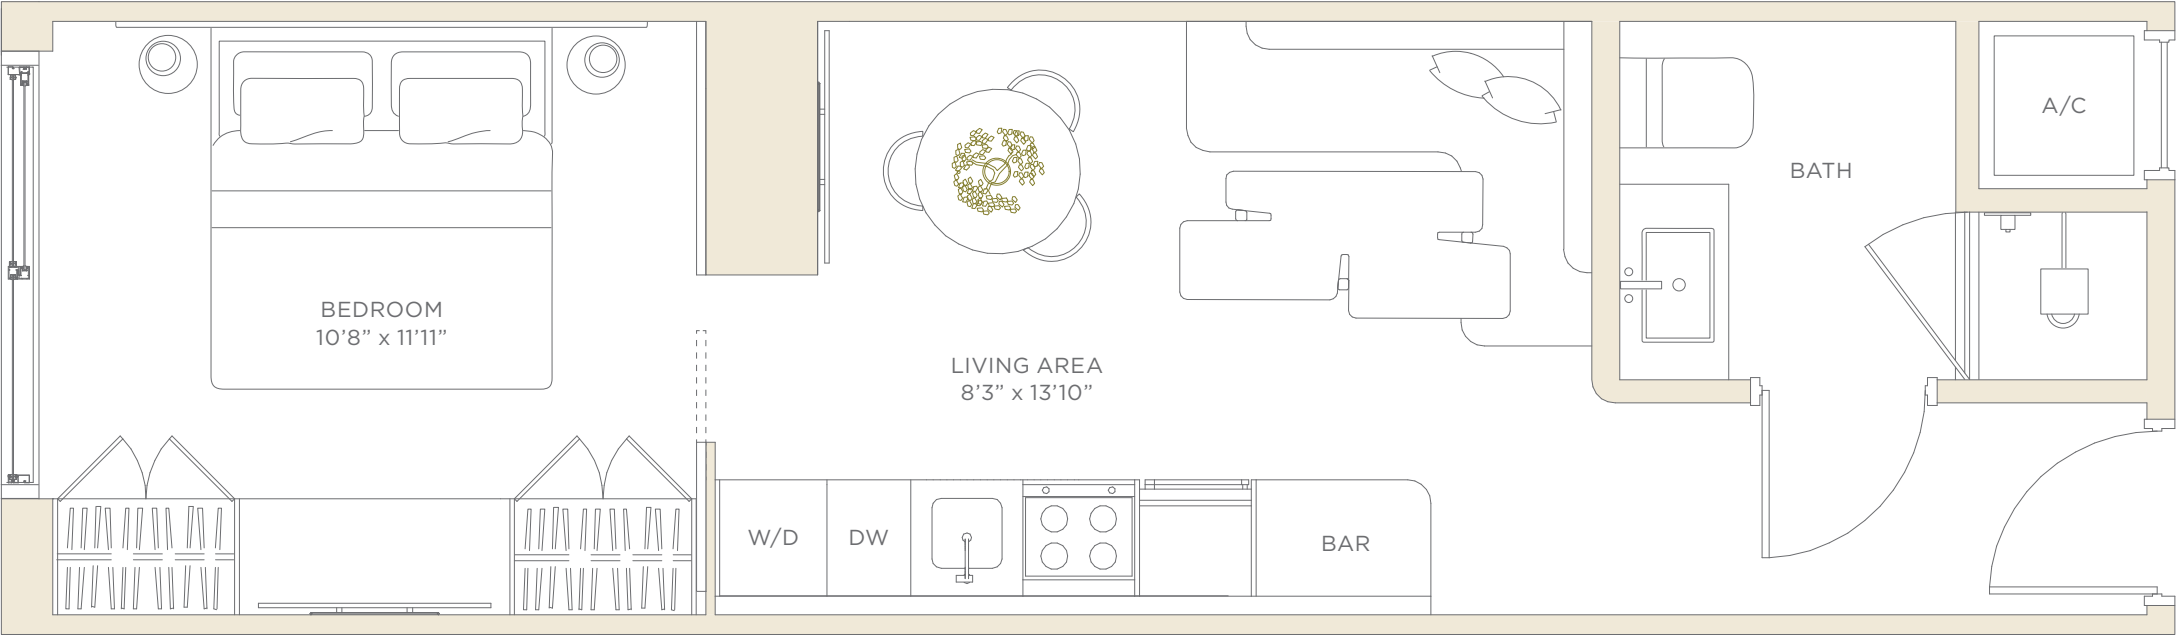 BEDROOM
10’8” x 11’11”
LIVING AREA
8’3” x 13’10”
W/D
DW
BAR
BATH
A/C